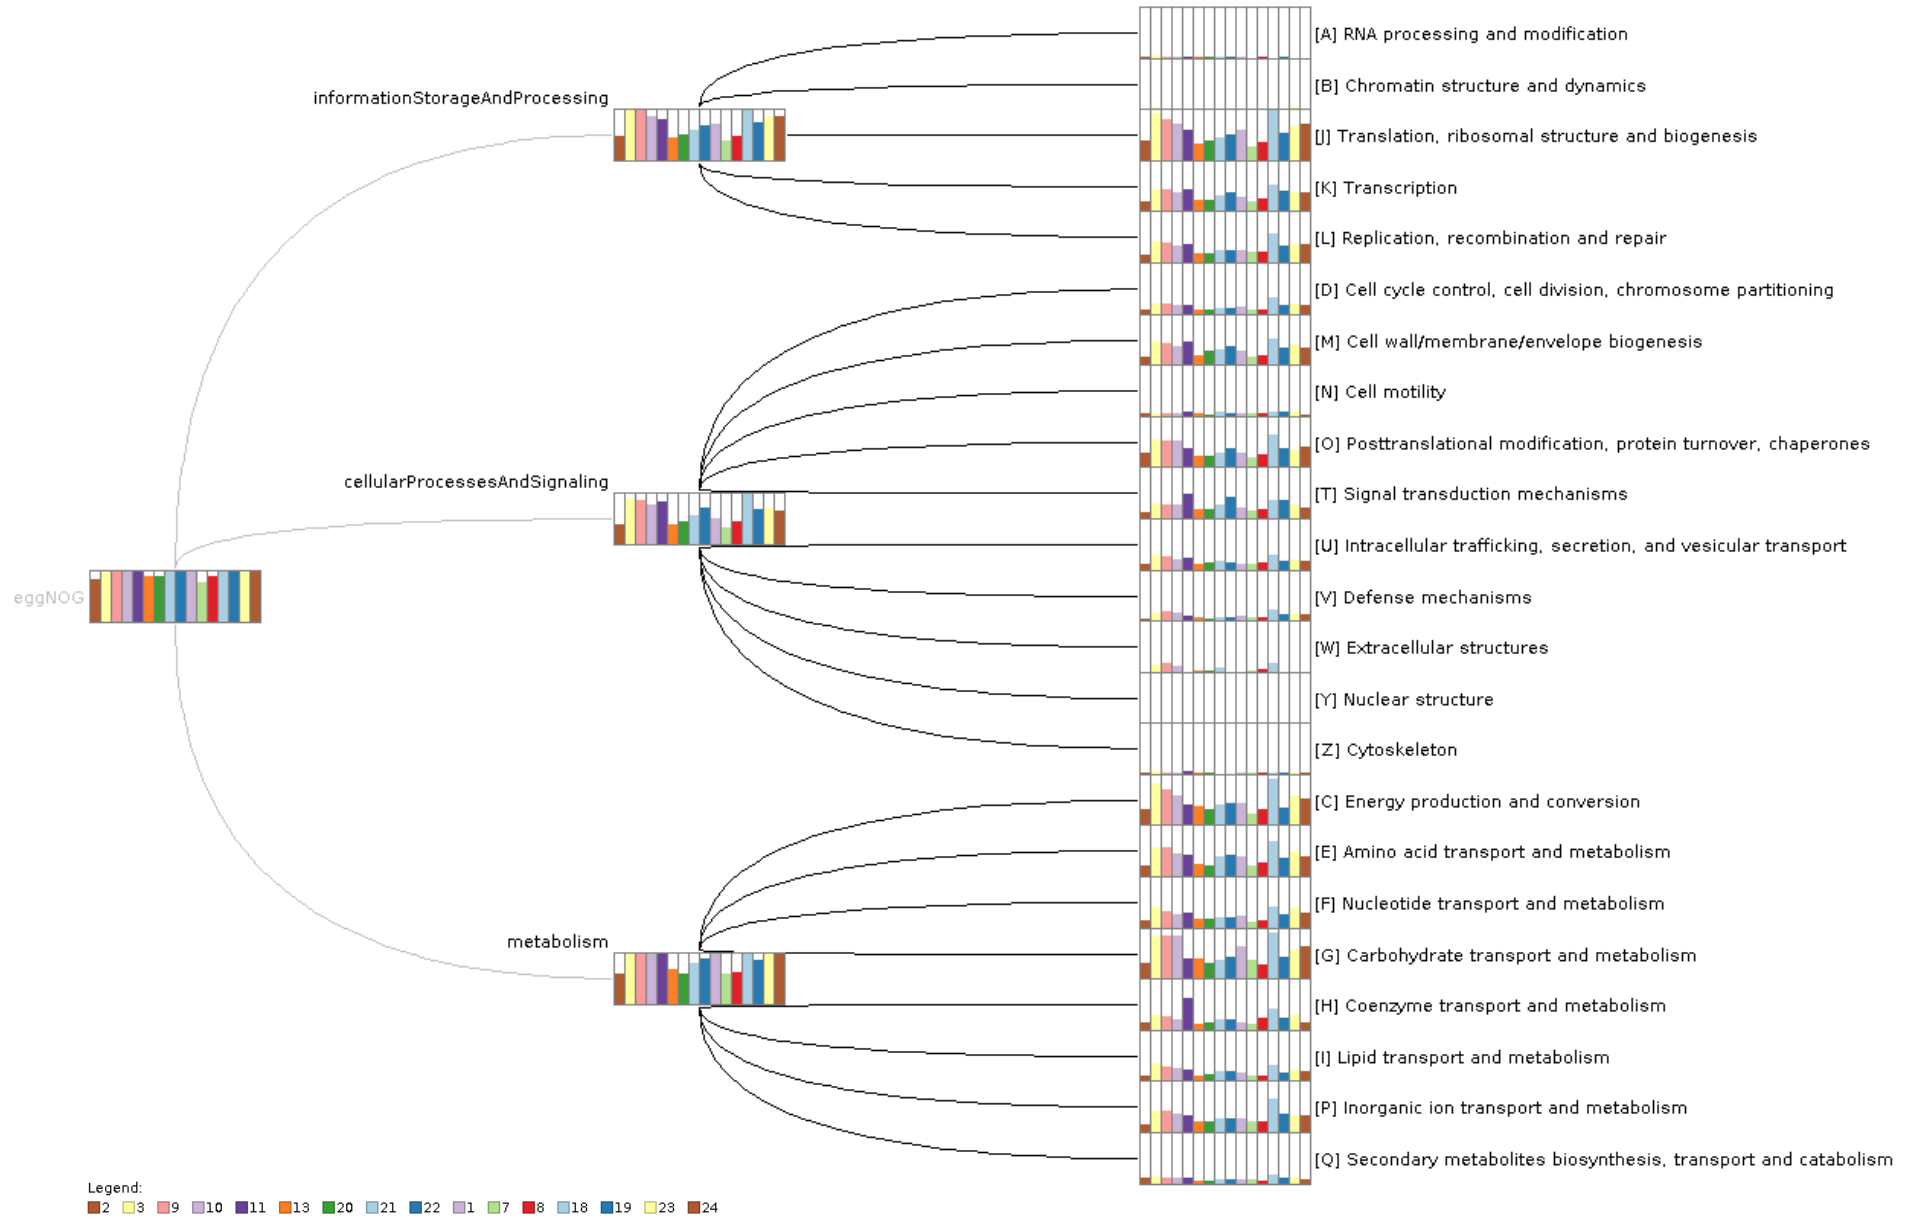 [A] RNA processing and modification
[B] Chromatin structure and dynamics
informationStorageAndProcessing
[J] Translation, ribosomal structure and biogenesis
[K] Transcription
[L] Replication, recombination and repair
[D] Cell cycle control, cell division, chromosome partitioning
[M] Cell wall/membrane/envelope biogenesis
[N] Cell motility
[O] Posttranslational modification, protein turnover, chaperones
cellularProcessesAndSignaling
[T] Signal transduction mechanisms
[U] Intracellular trafficking, secretion, and vesicular transport
eggNOG
[V] Defense mechanisms
[W] Extracellular structures
[Y] Nuclear structure
[Z] Cytoskeleton
[C] Energy production and conversion
[E] Amino acid transport and metabolism
[F] Nucleotide transport and metabolism
metabolism
[G] Carbohydrate transport and metabolism
[H] Coenzyme transport and metabolism
[I] Lipid transport and metabolism
[P] Inorganic ion transport and metabolism
[Q] Secondary metabolites biosynthesis, transport and catabolism
Legend:
2 3 9 10 11 13 20 21 22 1 7 8 18 19 23 24